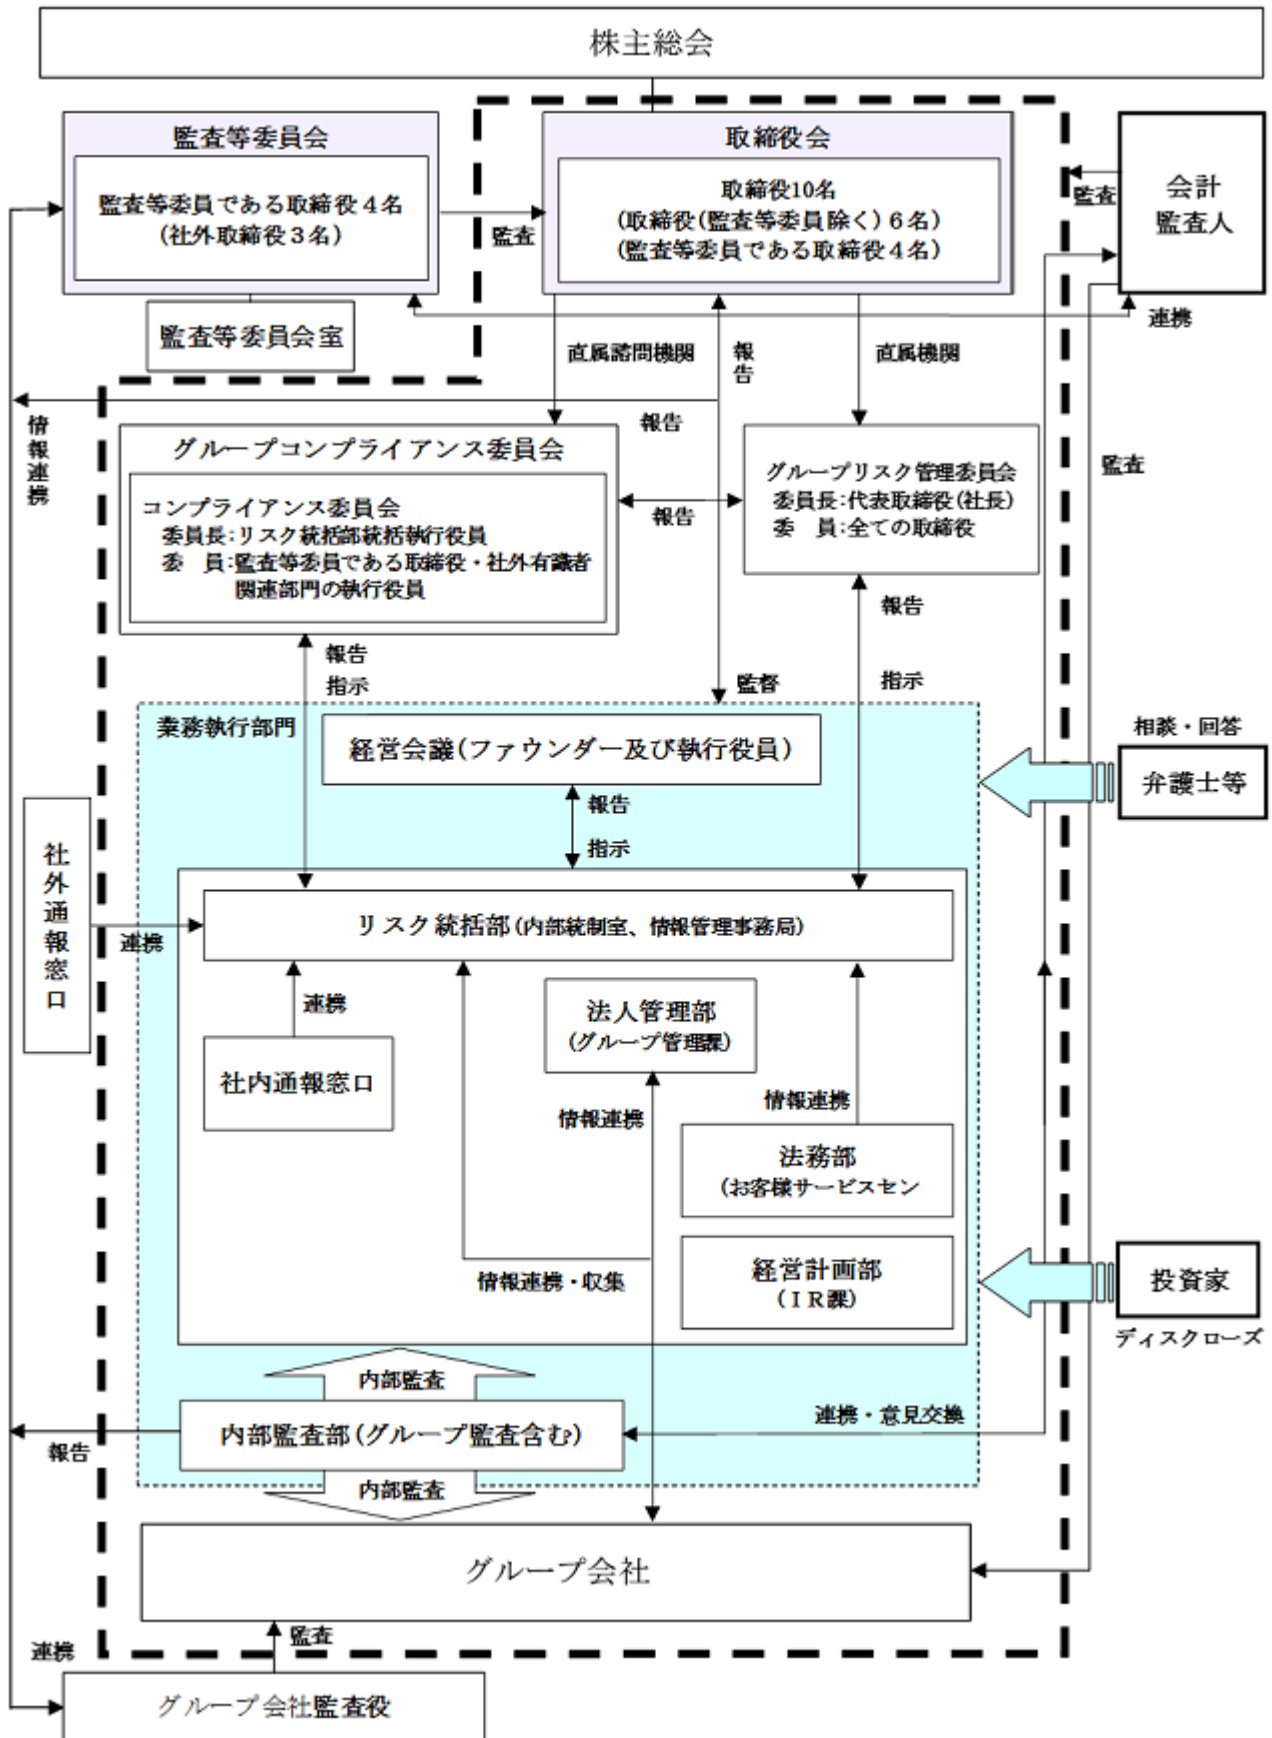 株主総会
監査等委員会
監査等委員である取締役４名
(社外取締役３名)
監査等委員会室
監査
取締役会
取締役10名
(取締役(監査等委員除く)６名)
(監査等委員である取締役４名)
監査
会計
監査人
連携
直属諮問機関
報告
直属機関
情報連携
報告
監査
グループコンプライアンス委員会
コンプライアンス委員会
委員長:リスク統括部統括執行役員
委　員:監査等委員である取締役・社外有識者
関連部門の執行役員
報告
グループリスク管理委員会
委員長:代表取締役(社長)
委　員:全ての取締役
報告
指示
監督
報告
指示
業務執行部門
経営会議(ファウンダー及び執行役員)
報告
指示
相談・回答
弁護士等
社外通報窓口
連携
リスク統括部(内部統制室、情報管理事務局)
連携
社内通報窓口
法人管理部
(グループ管理課)
情報連携
情報連携
法務部
(お客様サービスセン
情報連携・収集
経営計画部
(ＩＲ課)
投資家
ディスクローズ
内部監査
内部監査部(グループ監査含む)
連携・意見交換
報告
内部監査
グループ会社
監査
連携
グループ会社監査役